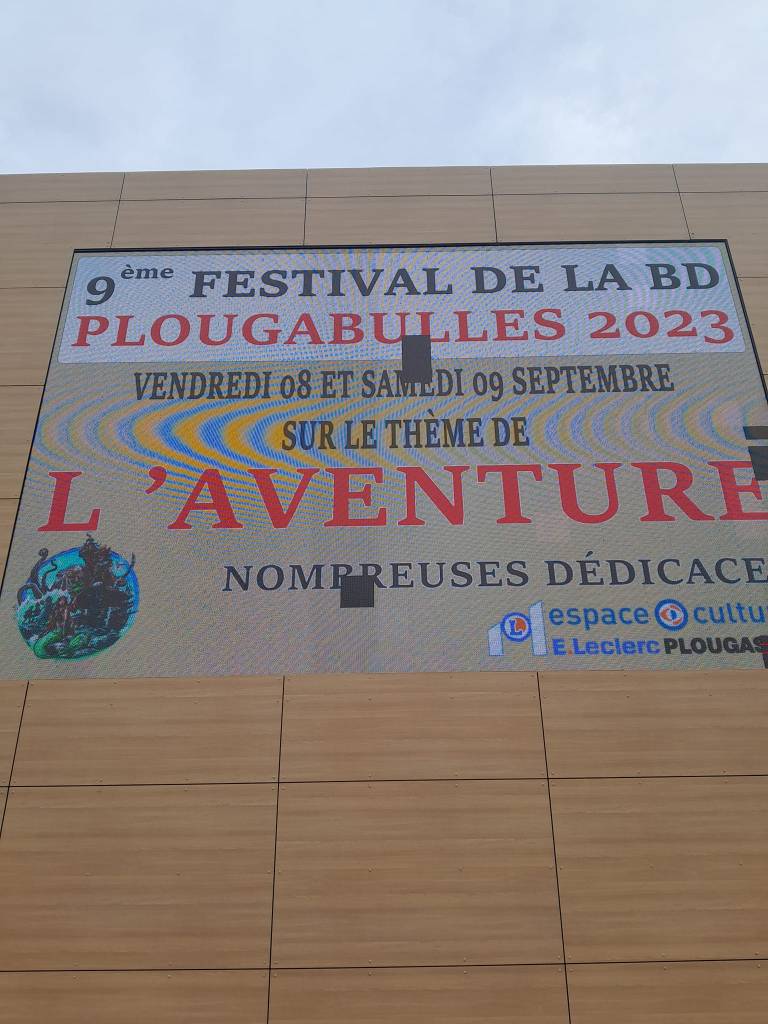 9ème FESTIVAL DE LA BD
PLOUGABULLES 2023
VENDREDI 08 ET SAMEDI 09 SEPTEMBRE
SUR LE THÈME DE
L 'AVENTURE
NOMBREUSES DÉDICACE
L espace cultu
E.Leclerc PLOUGAS